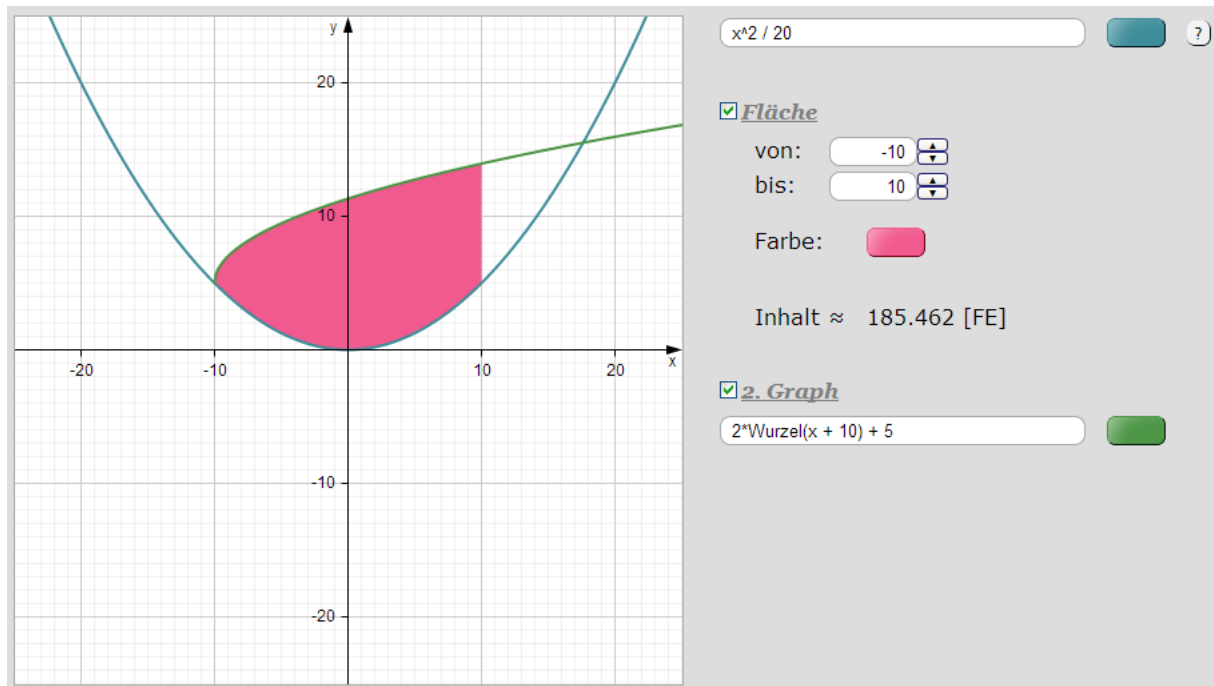 y
20
10
-20
-10
10
20
x
-10
-20
x^2 / 20
?
Fläche
von: -10
bis: 10
Farbe:
Inhalt ≈ 185.462 [FE]
2. Graph
2*Wurzel(x + 10) + 5